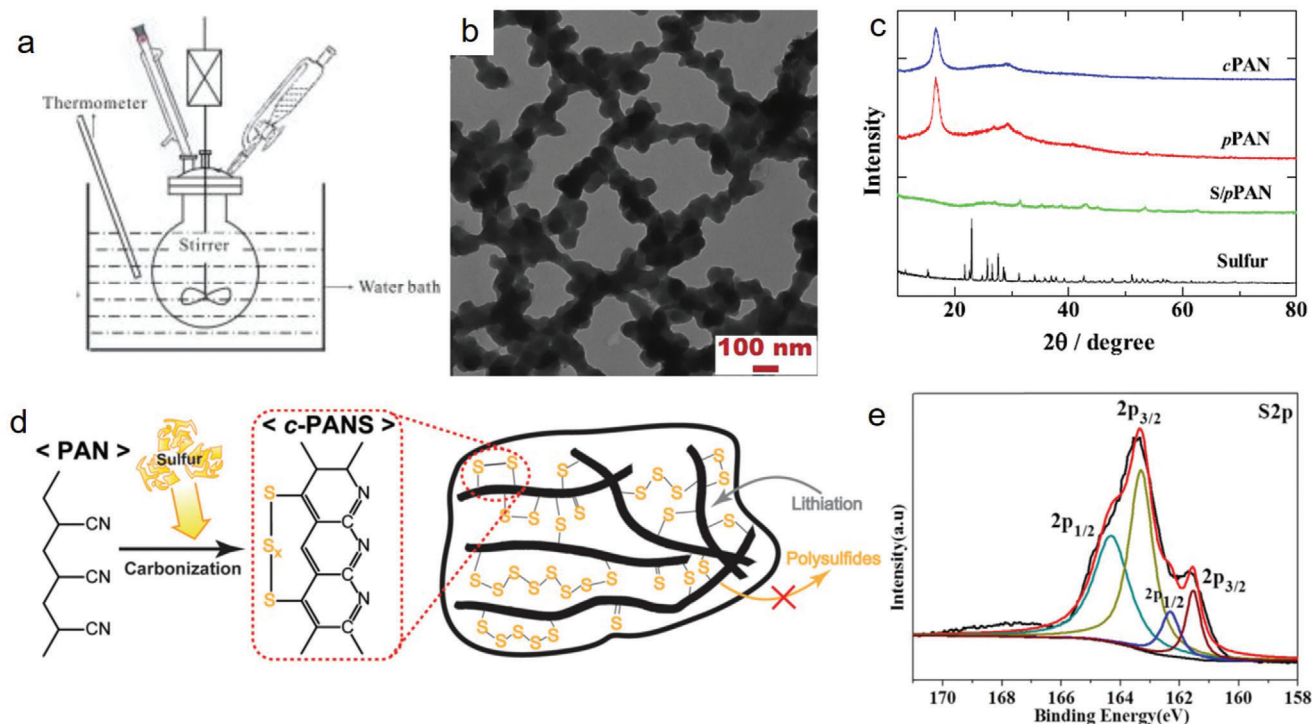 a
Thermometer
Stirrer
Water bath
b
100 nm
c
cPAN
pPAN
S/pPAN
Sulfur
Intensity
20 40 60 80
2θ / degree
d
< PAN >
Sulfur
CN
CN
CN
Carbonization
< c-PANS >
S
Sx
S
N
N
N
S S S S S
S S S S
S S S S
S S S S
S S S S S S S S
S S S S S S
Lithiation
Polysulfides
e
S2p
2p3/2
2p1/2
2p1/2
2p3/2
Intensity(a.u)
170 168 166 164 162 160 158
Binding Energy(eV)